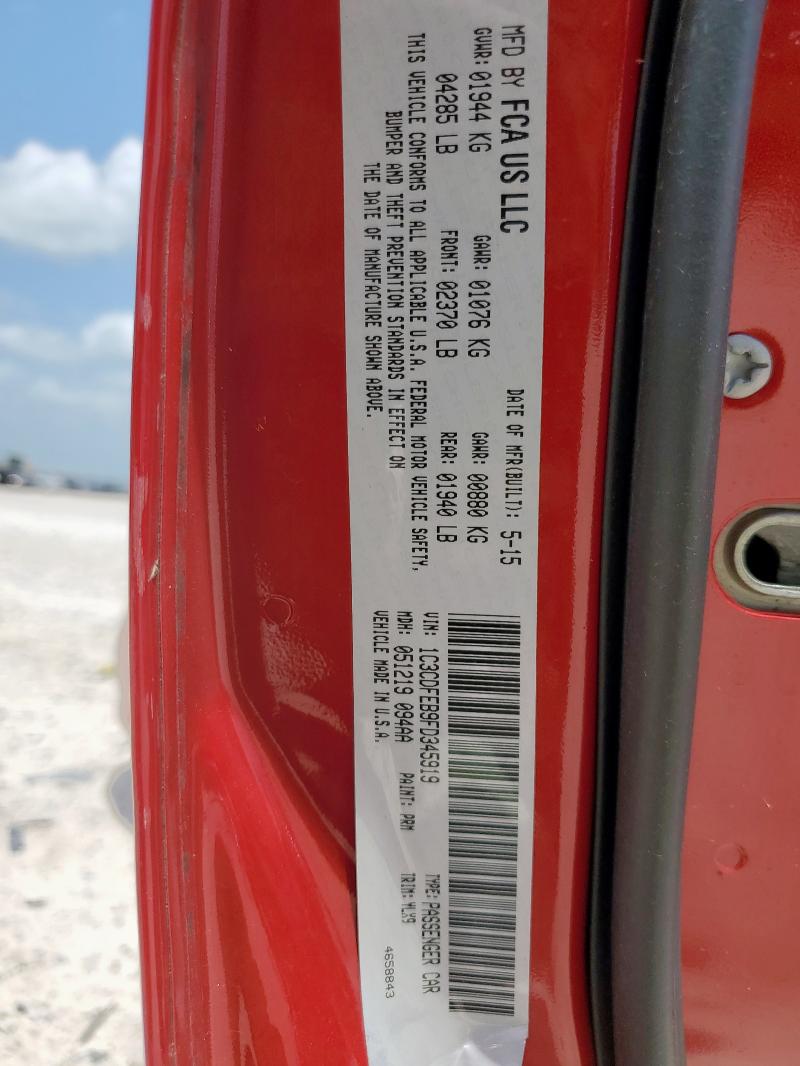 MFD BY FCA US LLC
DATE OF MFR(BUILT): 5-15
GVWR: 01944 KG GAWR: 01076 KG GAWR: 00880 KG
04285 LB FRONT: 02370 LB REAR: 01940 LB
THIS VEHICLE CONFORMS TO ALL APPLICABLE U.S.A. FEDERAL MOTOR VEHICLE SAFETY,
BUMPER AND THEFT PREVENTION STANDARDS IN EFFECT ON
THE DATE OF MANUFACTURE SHOWN ABOVE.
VIN: 1C3CDFEB9FD345919 TYPE: PASSENGER CAR
MDH: 051219 094AA PAINT: PRM TRIM: VLX9
VEHICLE MADE IN U.S.A.
4658843